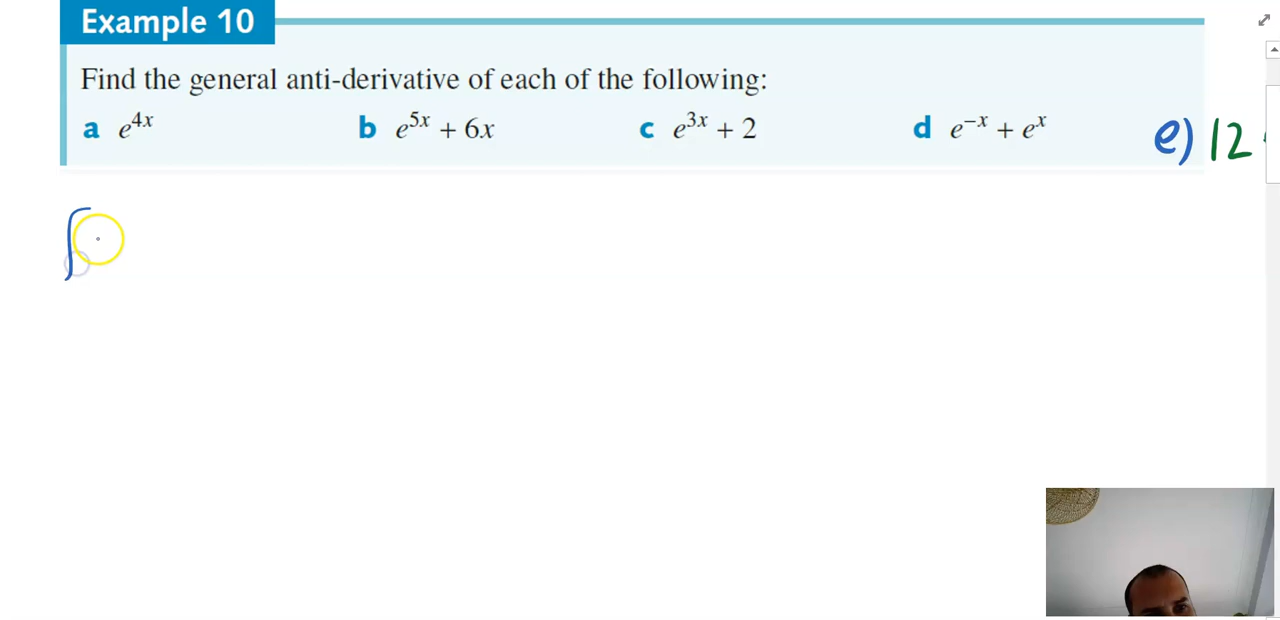 Example 10
Find the general anti-derivative of each of the following:
a e^{4x} b e^{5x} + 6x c e^{3x} + 2 d e^{-x} + e^{x} e) 12
∫